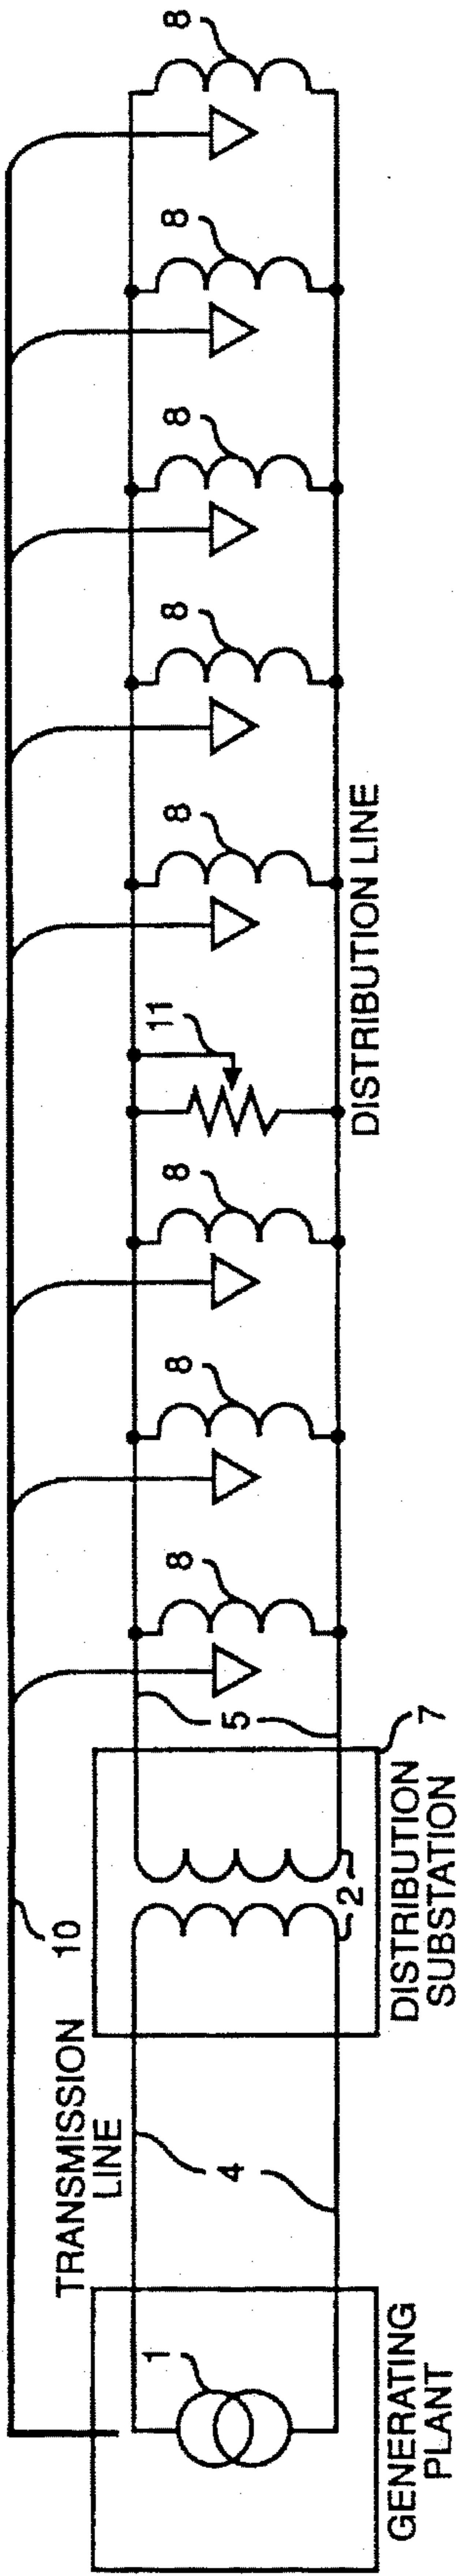 10
TRANSMISSION
LINE
1
4
GENERATING
PLANT
2
5
7
DISTRIBUTION
SUBSTATION
8
8
8
11
8
8
8
8
8
DISTRIBUTION LINE